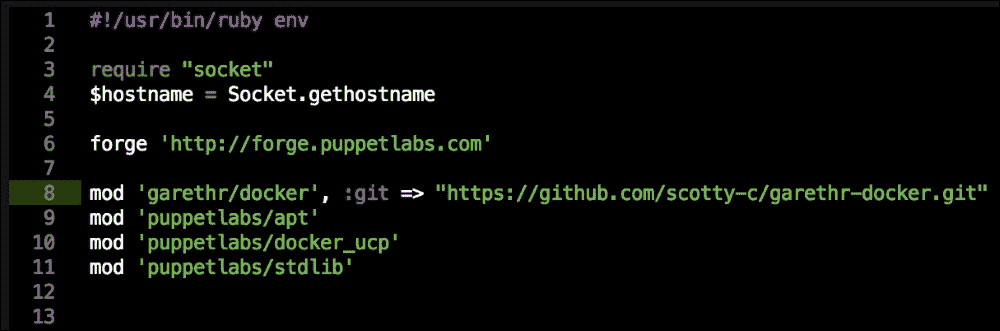 1 #!/usr/bin/ruby env
2
3 require "socket"
4 $hostname = Socket.gethostname
5
6 forge 'http://forge.puppetlabs.com'
7
8 mod 'garethr/docker', :git => "https://github.com/scotty-c/garethr-docker.git"
9 mod 'puppetlabs/apt'
10 mod 'puppetlabs/docker_ucp'
11 mod 'puppetlabs/stdlib'
12
13